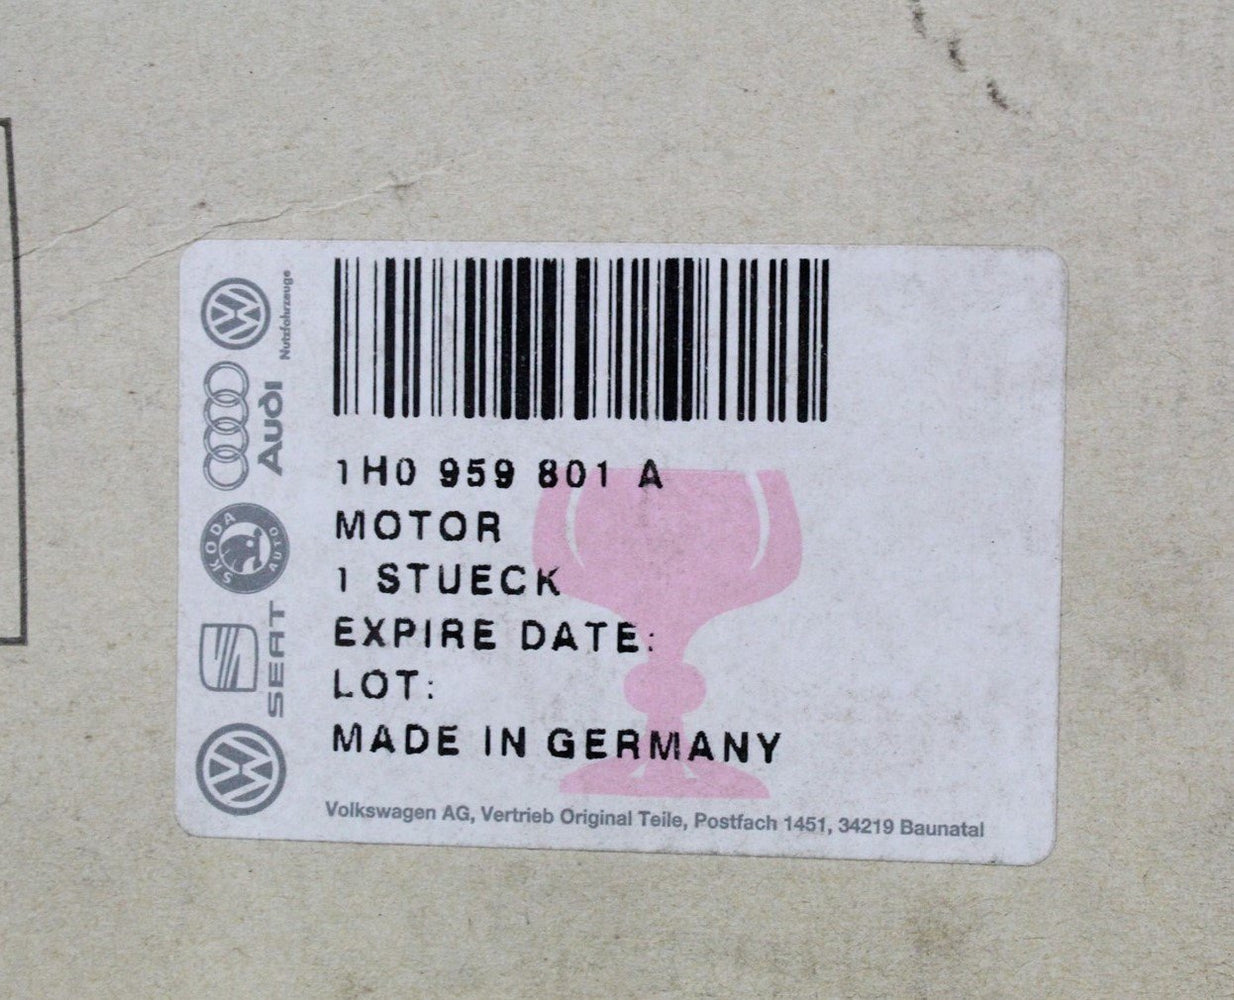 1H0 959 801 A
MOTOR
1 STUECK
EXPIRE DATE:
LOT:
MADE IN GERMANY
Volkswagen AG, Vertrieb Original Teile, Postfach 1451, 34219 Baunatal
Nutzfahrzeuge
Audi
SKODA
AUTO
SEAT